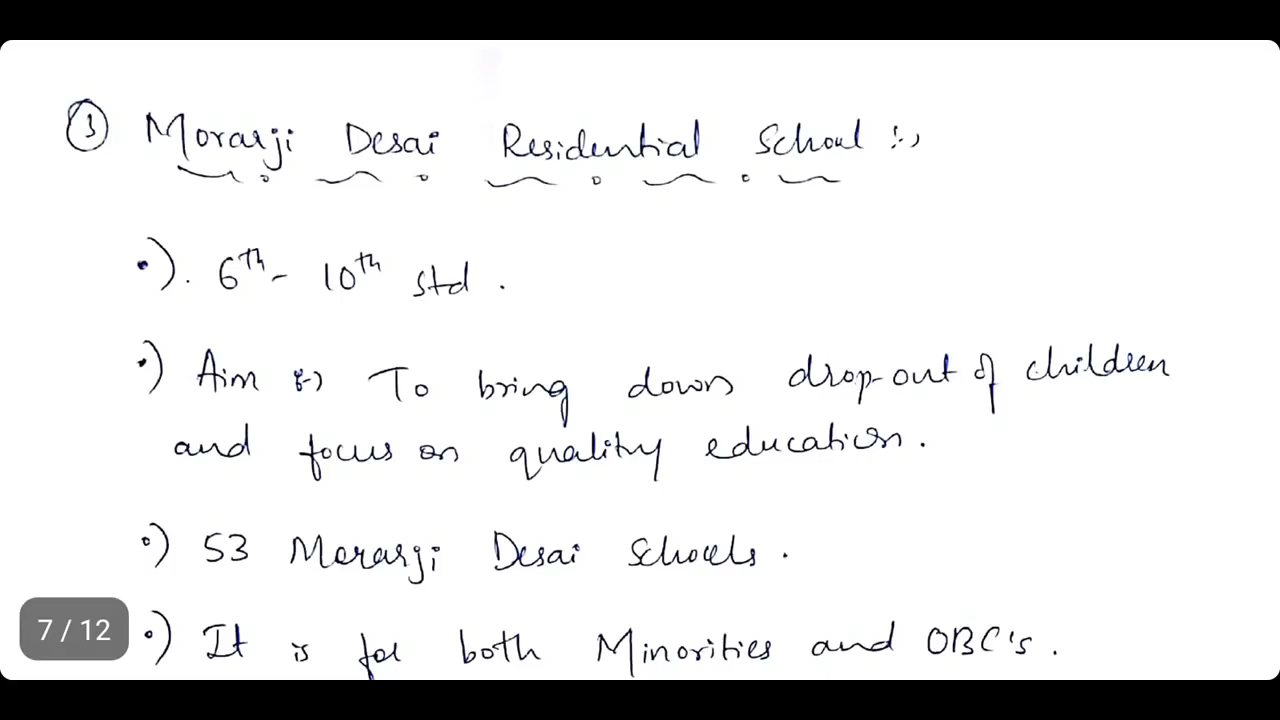 ③ Morarji Desai Residential School :-)
•). 6th - 10th std.
•) Aim :-) To bring down drop-out of children
and focus on quality education.
•) 53 Morarji Desai Schools.
•) It is for both Minorities and OBC's.
7 / 12